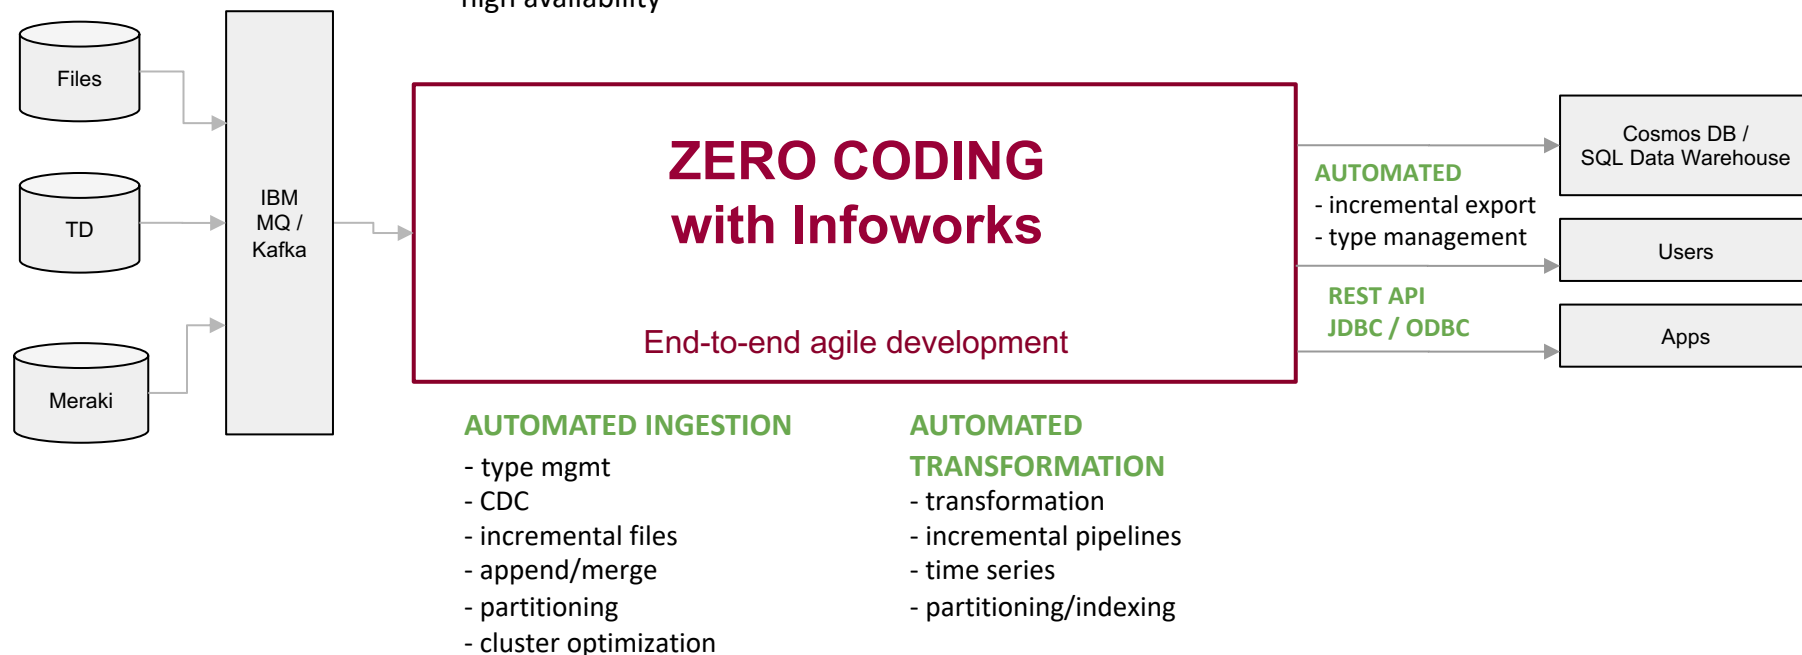 high availability
Files
TD
Meraki
IBM
MQ /
Kafka
ZERO CODING
with Infoworks
End-to-end agile development
AUTOMATED
- incremental export
- type management
REST API
JDBC / ODBC
Cosmos DB /
SQL Data Warehouse
Users
Apps
AUTOMATED INGESTION
- type mgmt
- CDC
- incremental files
- append/merge
- partitioning
- cluster optimization
AUTOMATED
TRANSFORMATION
- transformation
- incremental pipelines
- time series
- partitioning/indexing